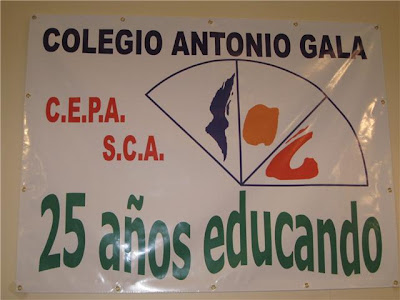 COLEGIO ANTONIO GALA
C.E.P.A.
S.C.A.
25 años educando